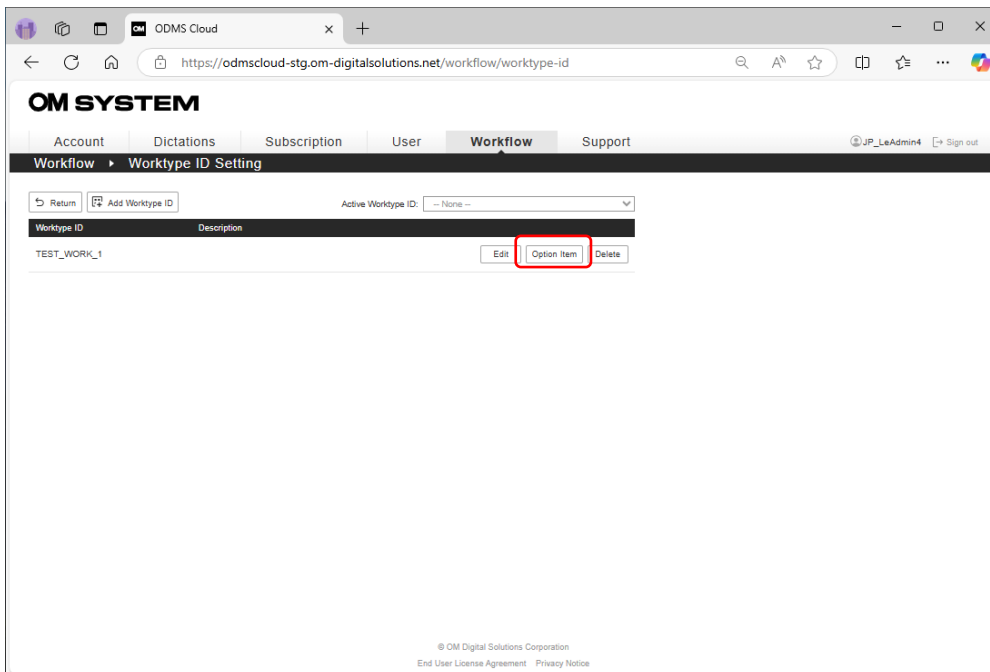 OM ODMS Cloud
https://odmscloud-stg.om-digitalsolutions.net/workflow/worktype-id
OM SYSTEM
Account Dictations Subscription User Workflow Support JP_LeAdmin4 Sign out
Workflow Worktype ID Setting
Return Add Worktype ID Active Worktype ID: -- None --
Worktype ID Description
TEST_WORK_1 Edit Option Item Delete
© OM Digital Solutions Corporation
End User License Agreement Privacy Notice